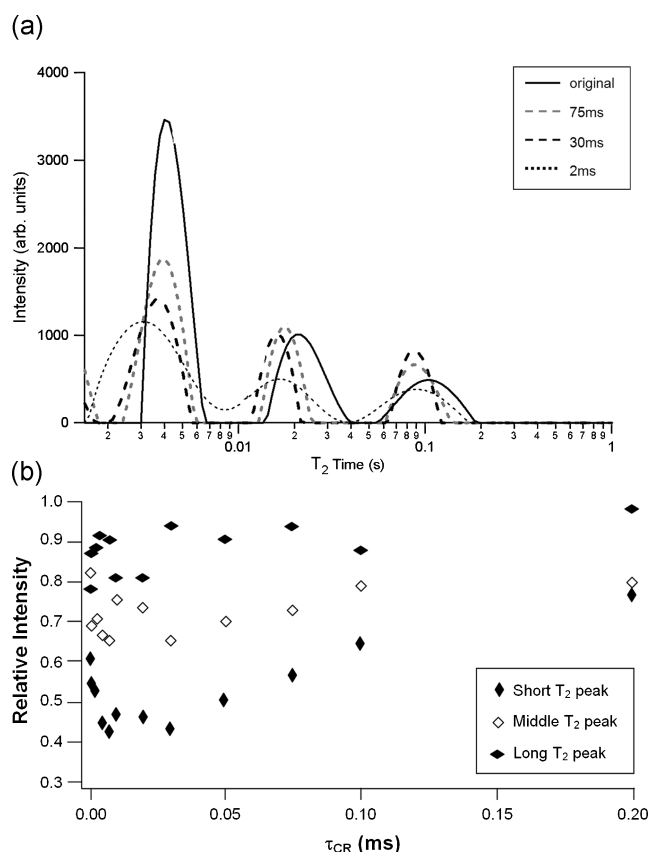 (a)
4000
3000
2000
1000
0
Intensity (arb. units)
original
75ms
30ms
2ms
2 3 4 5 6 7 8 9 2 3 4 5 6 7 8 9 2 3 4 5 6 7 8 9
0.01 0.1 1
T2 Time (s)
(b)
1.0
0.9
0.8
0.7
0.6
0.5
0.4
0.3
Relative Intensity
Short T2 peak
Middle T2 peak
Long T2 peak
0.00 0.05 0.10 0.15 0.20
τCR (ms)